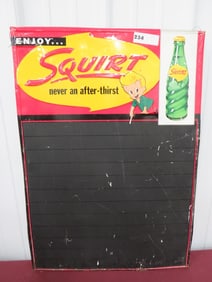 ENJOY...
234
SQUIRT
never an after-thirst
Squirt